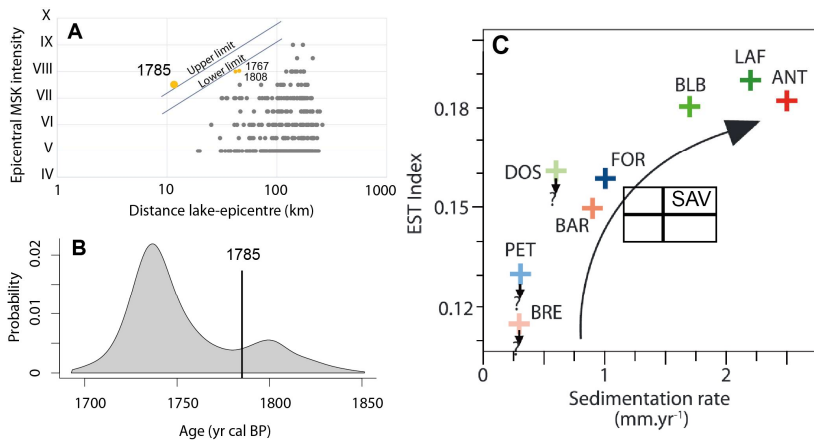 A
X
IX
VIII
VII
VI
V
IV
Epicentral MSK intensity
1785
Upper limit
Lower limit
1767
1808
1
10
100
1000
Distance lake-epicentre (km)
B
1785
0.02
0.01
0
Probability
1700
1750
1800
1850
Age (yr cal BP)
C
LAF
ANT
BLB
0.18
DOS
FOR
?
SAV
0.15
BAR
EST Index
PET
?
BRE
0.12
?
0
1
2
Sedimentation rate
(mm.yr⁻¹)